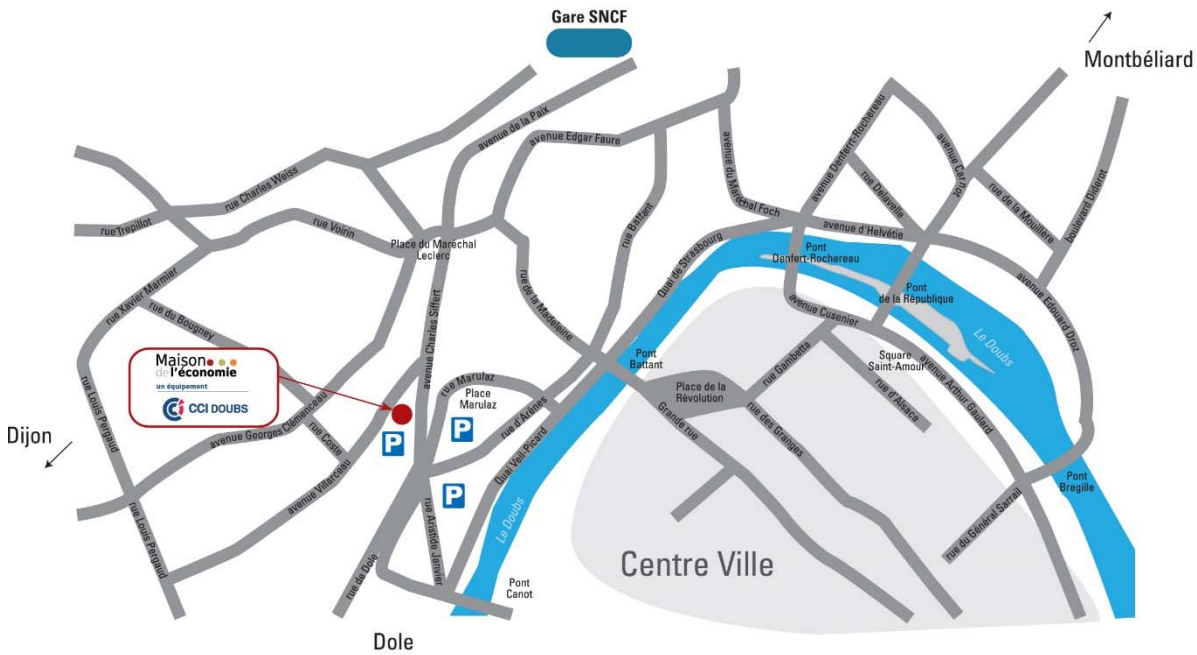 Gare SNCF
Montbéliard
avenue de la Paix
avenue Edgar Faure
avenue du Maréchal Foch
avenue Denferrt-Rochereau
rue Delavelle
avenue Carnot
rue de la Mouillère
boulevard Diderot
rue Charles Weiss
rueTrepillot
rue Voirin
Place du Maréchal
Leclerc
rue Battant
Quai de Strasbourg
avenue d'Helvétie
Pont
Denfert-Rochereau
Pont
de la République
avenue Edouard Droz
rue Xavier Marmier
rue du Bougney
avenue Charles Siffert
rue de la Madeleine
avenue Cusenier
Le Doubs
Maison
de l'économie
un équipement
CCI DOUBS
rue Marulaz
Place
Marulaz
Pont
Battant
rue Gambetta
Square
Saint-Amour
rue d'Alsace
avenue Arthur Gaulard
Place de la
Révolution
Grande rue
rue des Granges
rue Louis Pergaud
avenue Georges Clémenceau
rue Coste
P
P
P
rue d'Arènes
Quai Veil-Picard
Dijon
avenue Villarceau
rue Louis Pergaud
rue Aristide Janvier
rue de Dole
Le Doubs
Pont
Canot
Pont
Bregille
rue du Général Sarrail
Centre Ville
Dole